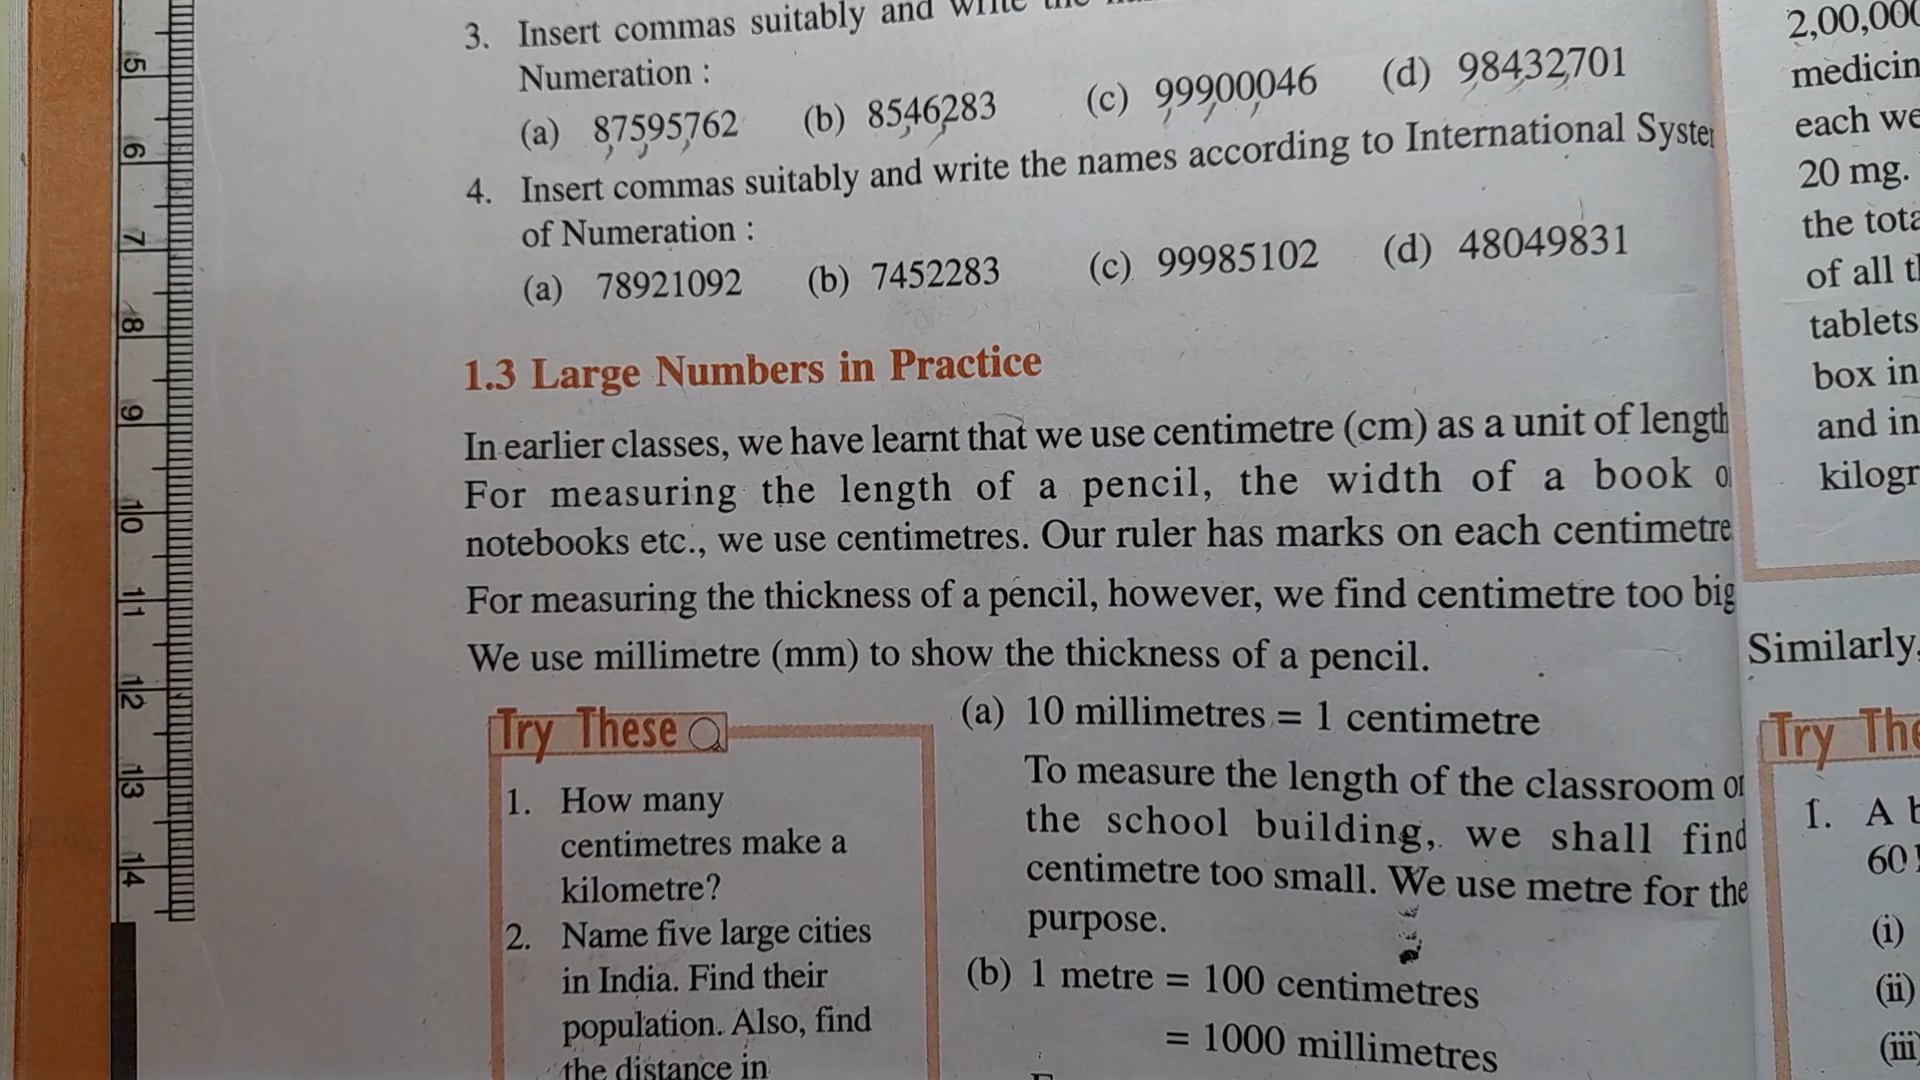 3. Insert commas suitably and write the
Numeration :
(a) 87595762 (b) 8546283 (c) 99900046 (d) 98432701
4. Insert commas suitably and write the names according to International Syste
of Numeration :
(a) 78921092 (b) 7452283 (c) 99985102 (d) 48049831
1.3 Large Numbers in Practice
In earlier classes, we have learnt that we use centimetre (cm) as a unit of length
For measuring the length of a pencil, the width of a book o
notebooks etc., we use centimetres. Our ruler has marks on each centimetre
For measuring the thickness of a pencil, however, we find centimetre too big
We use millimetre (mm) to show the thickness of a pencil.
(a) 10 millimetres = 1 centimetre
To measure the length of the classroom or
the school building, we shall find
centimetre too small. We use metre for the
purpose.
(b) 1 metre = 100 centimetres
= 1000 millimetres
Try These
1. How many
centimetres make a
kilometre?
2. Name five large cities
in India. Find their
population. Also, find
the distance in
2,00,000
medicin
each we
20 mg.
the tota
of all t
tablets
box in
and in
kilogr
Similarly,
Try The
1. A b
60
(i)
(ii)
(iii)
5
6
7
8
9
10
11
12
13
14